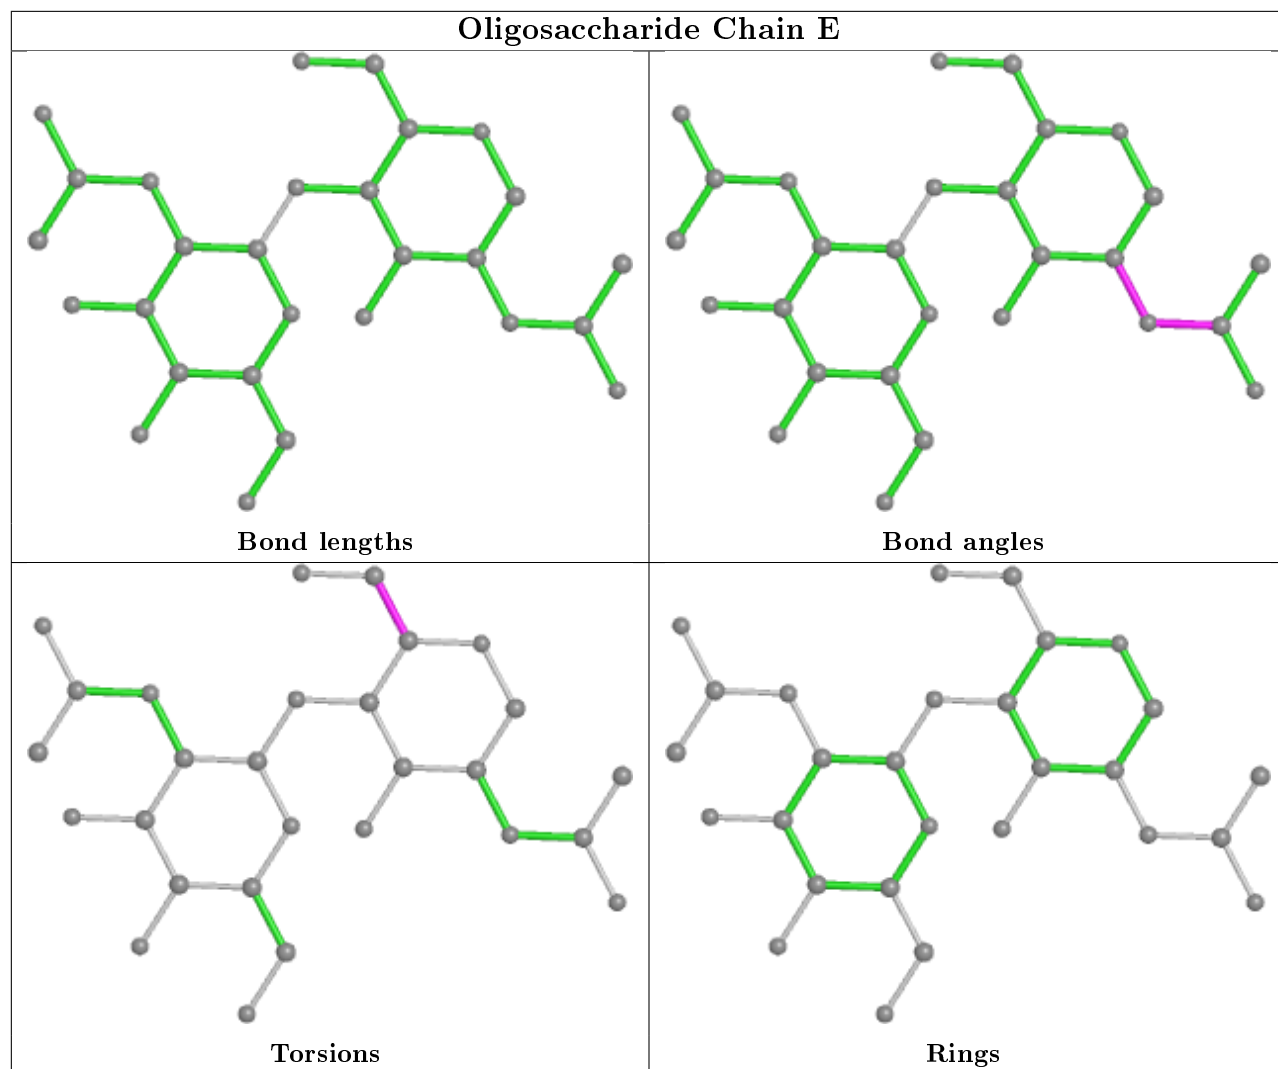 Oligosaccharide Chain E
Bond lengths
Bond angles
Torsions
Rings